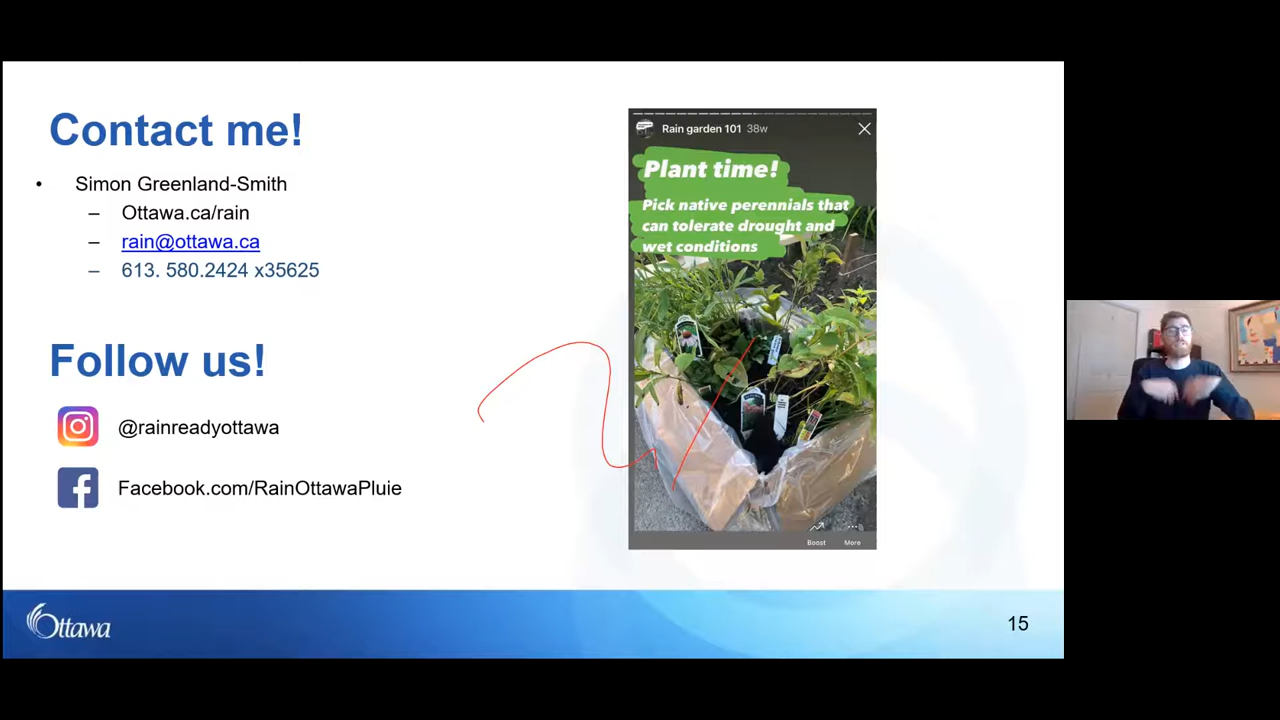 Contact me!
• Simon Greenland-Smith
– Ottawa.ca/rain
– rain@ottawa.ca
– 613. 580.2424 x35625
Follow us!
@rainreadyottawa
Facebook.com/RainOttawaPluie
Rain garden 101 38w
Plant time!
Pick native perennials that
can tolerate drought and
wet conditions
Boost More
Ottawa
15